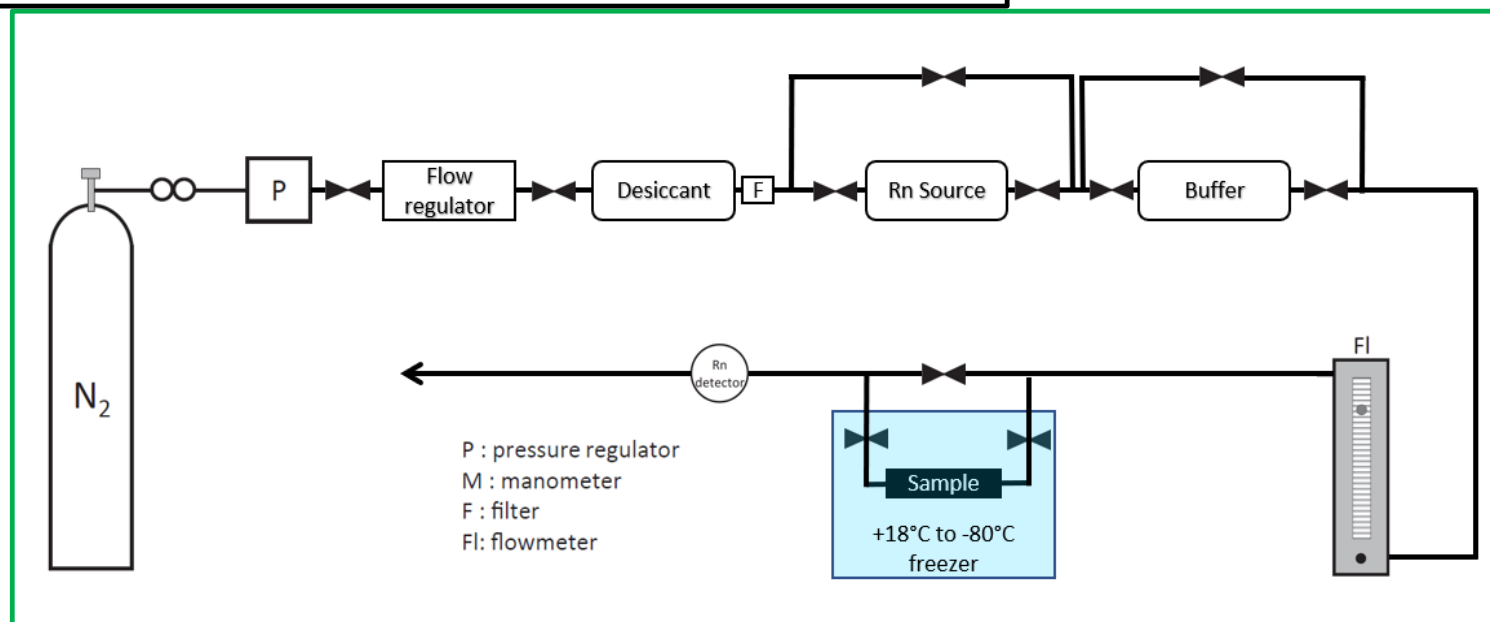 P
Flow
regulator
Desiccant
F
Rn Source
Buffer
N2
Rn
detector
Fl
P : pressure regulator
M : manometer
F : filter
Fl: flowmeter
Sample
+18°C to -80°C
freezer